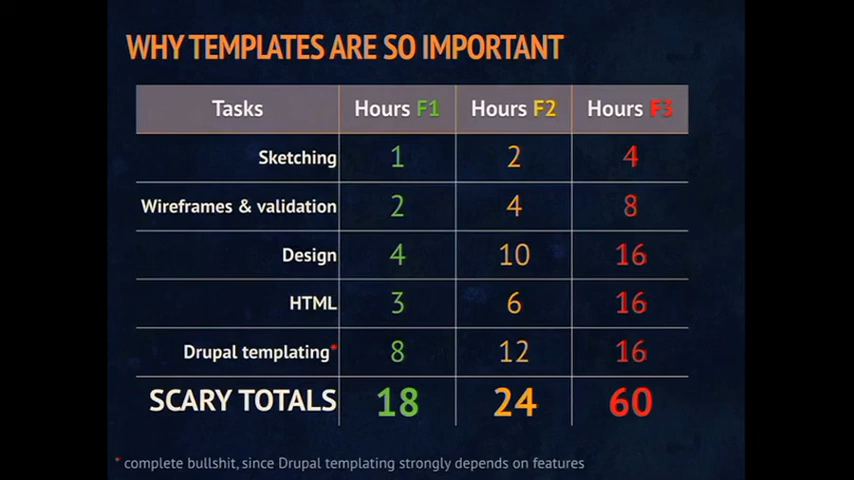 WHY TEMPLATES ARE SO IMPORTANT
Tasks Hours F1 Hours F2 Hours F3
Sketching 1 2 4
Wireframes & validation 2 4 8
Design 4 10 16
HTML 3 6 16
Drupal templating* 8 12 16
SCARY TOTALS 18 24 60
* complete bullshit, since Drupal templating strongly depends on features